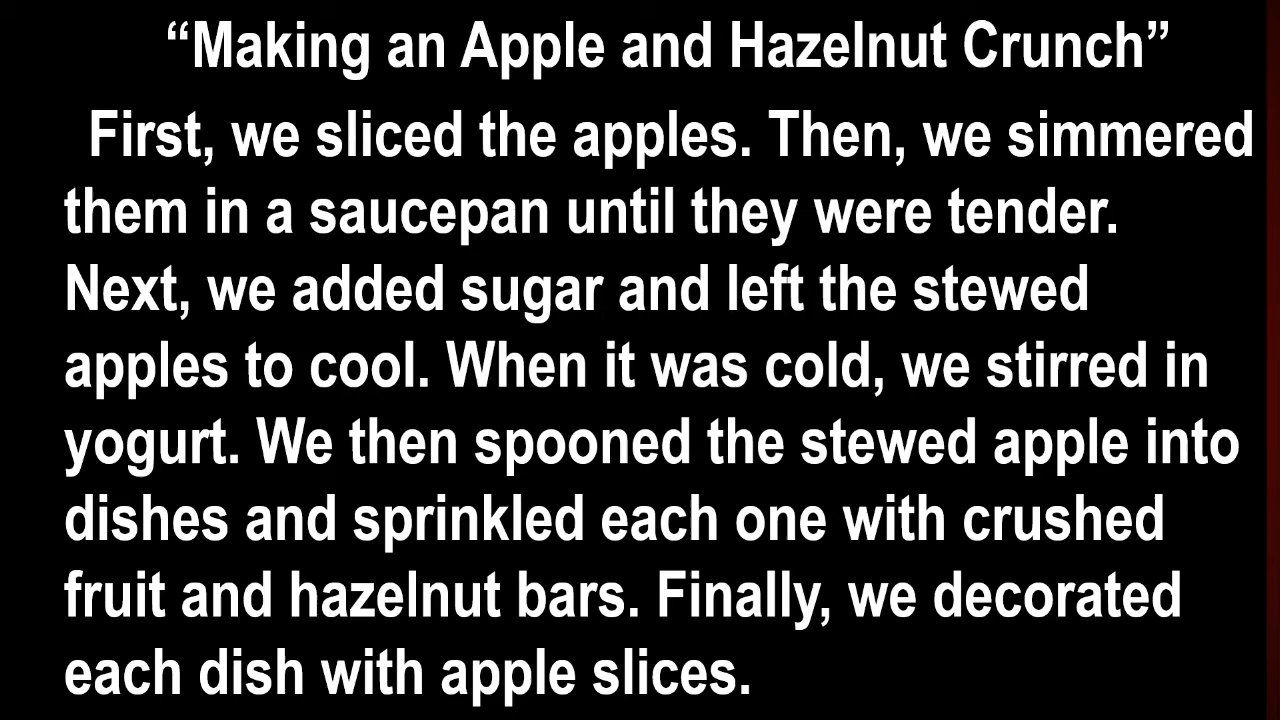 “Making an Apple and Hazelnut Crunch”
First, we sliced the apples. Then, we simmered
them in a saucepan until they were tender.
Next, we added sugar and left the stewed
apples to cool. When it was cold, we stirred in
yogurt. We then spooned the stewed apple into
dishes and sprinkled each one with crushed
fruit and hazelnut bars. Finally, we decorated
each dish with apple slices.